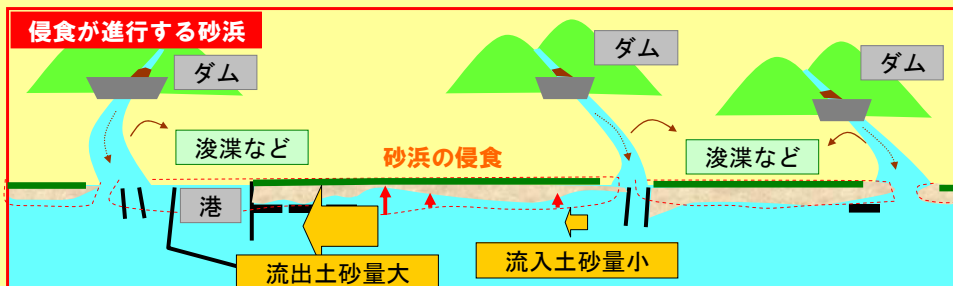 侵食が進行する砂浜
ダム
ダム
ダム
浚渫など
砂浜の侵食
浚渫など
港
流出土砂量大
流入土砂量小